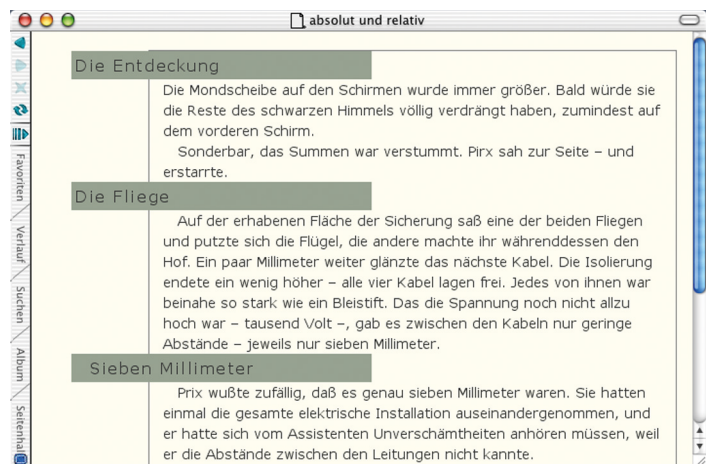 absolut und relativ
Die Entdeckung
Die Mondscheibe auf den Schirmen wurde immer größer. Bald würde sie
die Reste des schwarzen Himmels völlig verdrängt haben, zumindest auf
dem vorderen Schirm.
Sonderbar, das Summen war verstummt. Pirx sah zur Seite – und
erstarrte.
Die Fliege
Auf der erhabenen Fläche der Sicherung saß eine der beiden Fliegen
und putzte sich die Flügel, die andere machte ihr währenddessen den
Hof. Ein paar Millimeter weiter glänzte das nächste Kabel. Die Isolierung
endete ein wenig höher – alle vier Kabel lagen frei. Jedes von ihnen war
beinahe so stark wie ein Bleistift. Das die Spannung noch nicht allzu
hoch war – tausend Volt –, gab es zwischen den Kabeln nur geringe
Abstände – jeweils nur sieben Millimeter.
Sieben Millimeter
Prix wußte zufällig, daß es genau sieben Millimeter waren. Sie hatten
einmal die gesamte elektrische Installation auseinandergenommen, und
er hatte sich vom Assistenten Unverschämtheiten anhören müssen, weil
er die Abstände zwischen den Leitungen nicht kannte.
Favoriten
Verlauf
Suchen
Album
Seitenhal